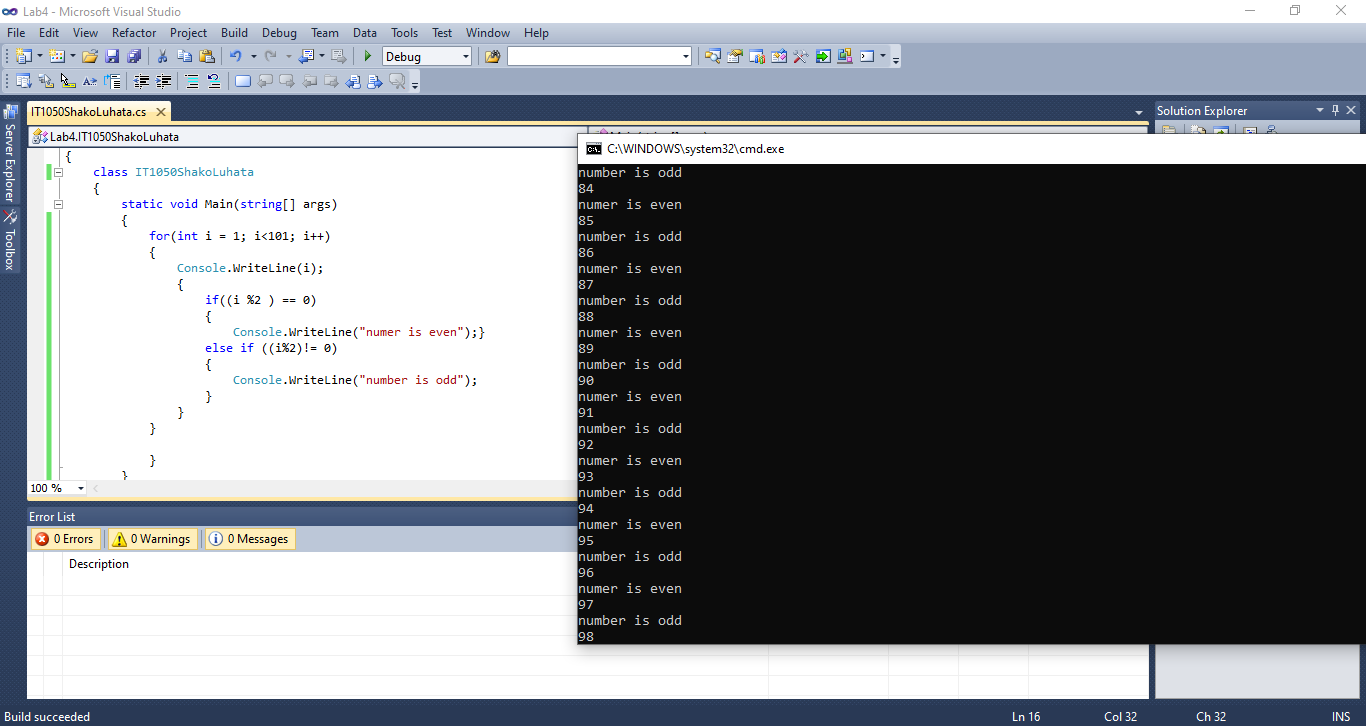 Lab4 - Microsoft Visual Studio
File Edit View Refactor Project Build Debug Team Data Tools Test Window Help
Debug
IT1050ShakoLuhata.cs
Solution Explorer
Server Explorer
Toolbox
Lab4.IT1050ShakoLuhata
{
class IT1050ShakoLuhata
{
static void Main(string[] args)
{
for(int i = 1; i<101; i++)
{
Console.WriteLine(i);
{
if((i %2 ) == 0)
{
Console.WriteLine("numer is even");}
else if ((i%2)!= 0)
{
Console.WriteLine("number is odd");
}
}
}
}
}
100 %
C:\WINDOWS\system32\cmd.exe
number is odd
84
numer is even
85
number is odd
86
numer is even
87
number is odd
88
numer is even
89
number is odd
90
numer is even
91
number is odd
92
numer is even
93
number is odd
94
numer is even
95
number is odd
96
numer is even
97
number is odd
98
Error List
0 Errors 0 Warnings 0 Messages
Description
Build succeeded Ln 16 Col 32 Ch 32 INS